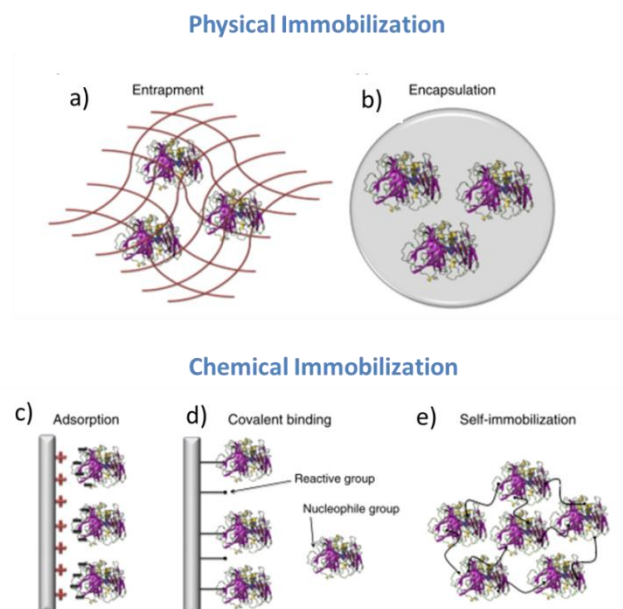 Physical Immobilization
a) Entrapment
b) Encapsulation
Chemical Immobilization
c) Adsorption
d) Covalent binding
Reactive group
Nucleophile group
e) Self-immobilization